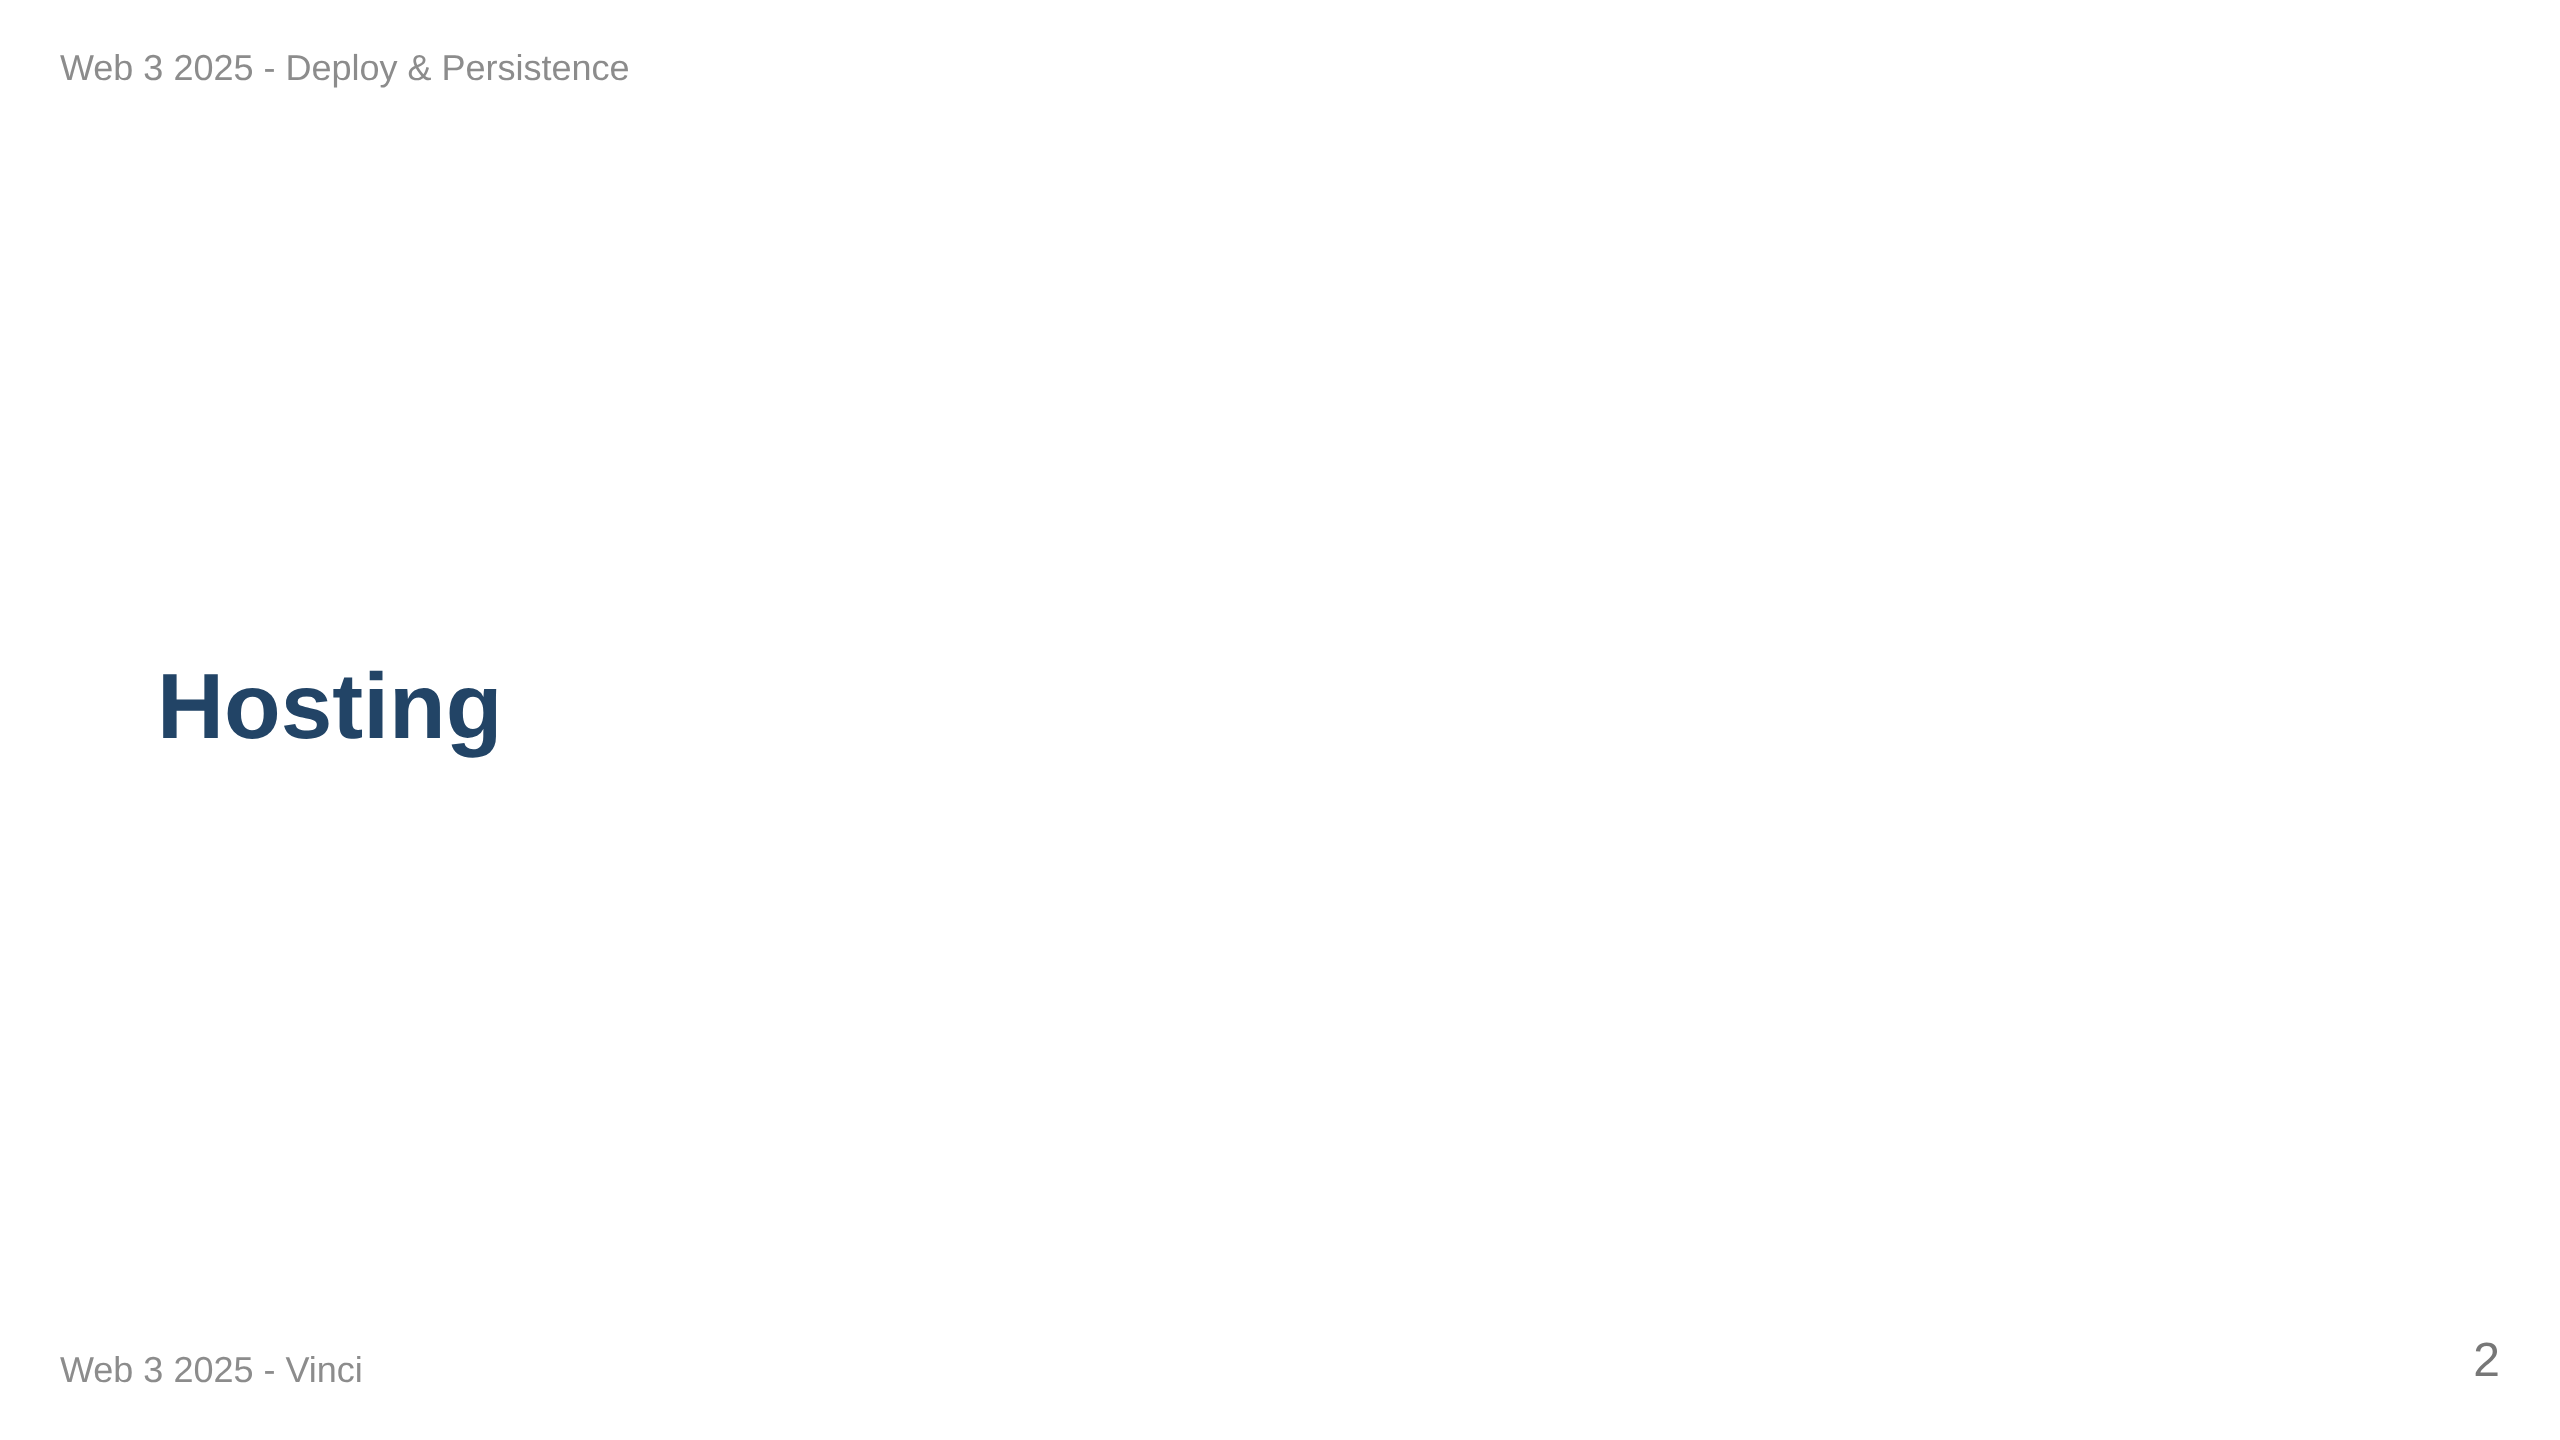 Web 3 2025 - Deploy & Persistence
Hosting
Web 3 2025 - Vinci
2